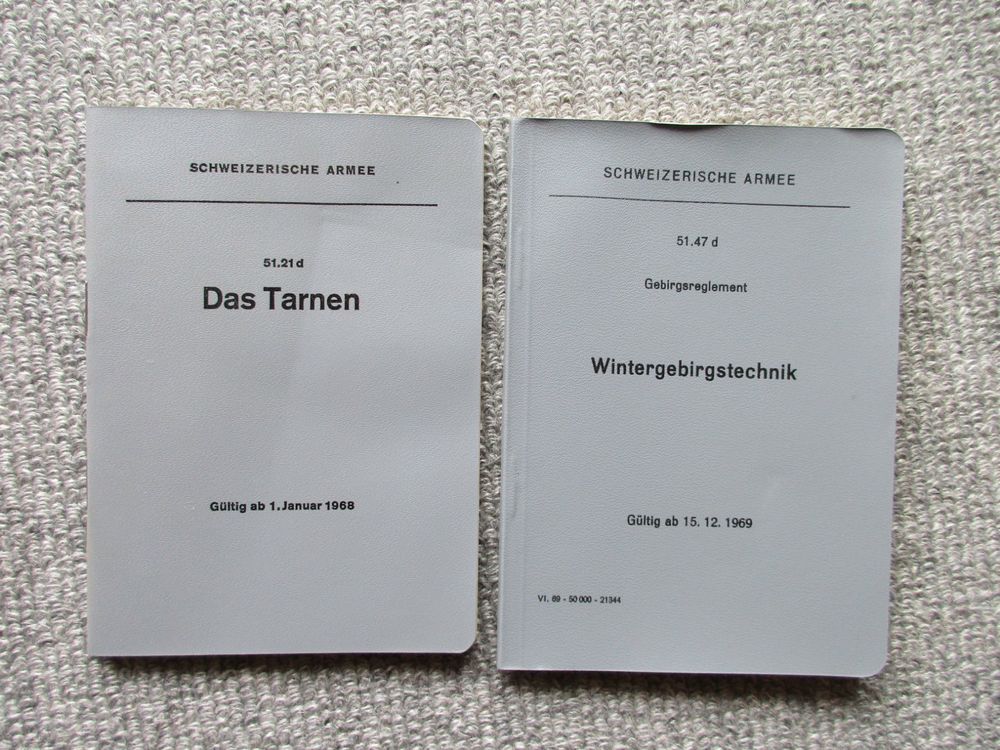 SCHWEIZERISCHE ARMEE
51.21 d
Das Tarnen
Gültig ab 1. Januar 1968
SCHWEIZERISCHE ARMEE
51.47 d
Gebirgsreglement
Wintergebirgstechnik
Gültig ab 15. 12. 1969
VI. 69 - 50 000 - 21344